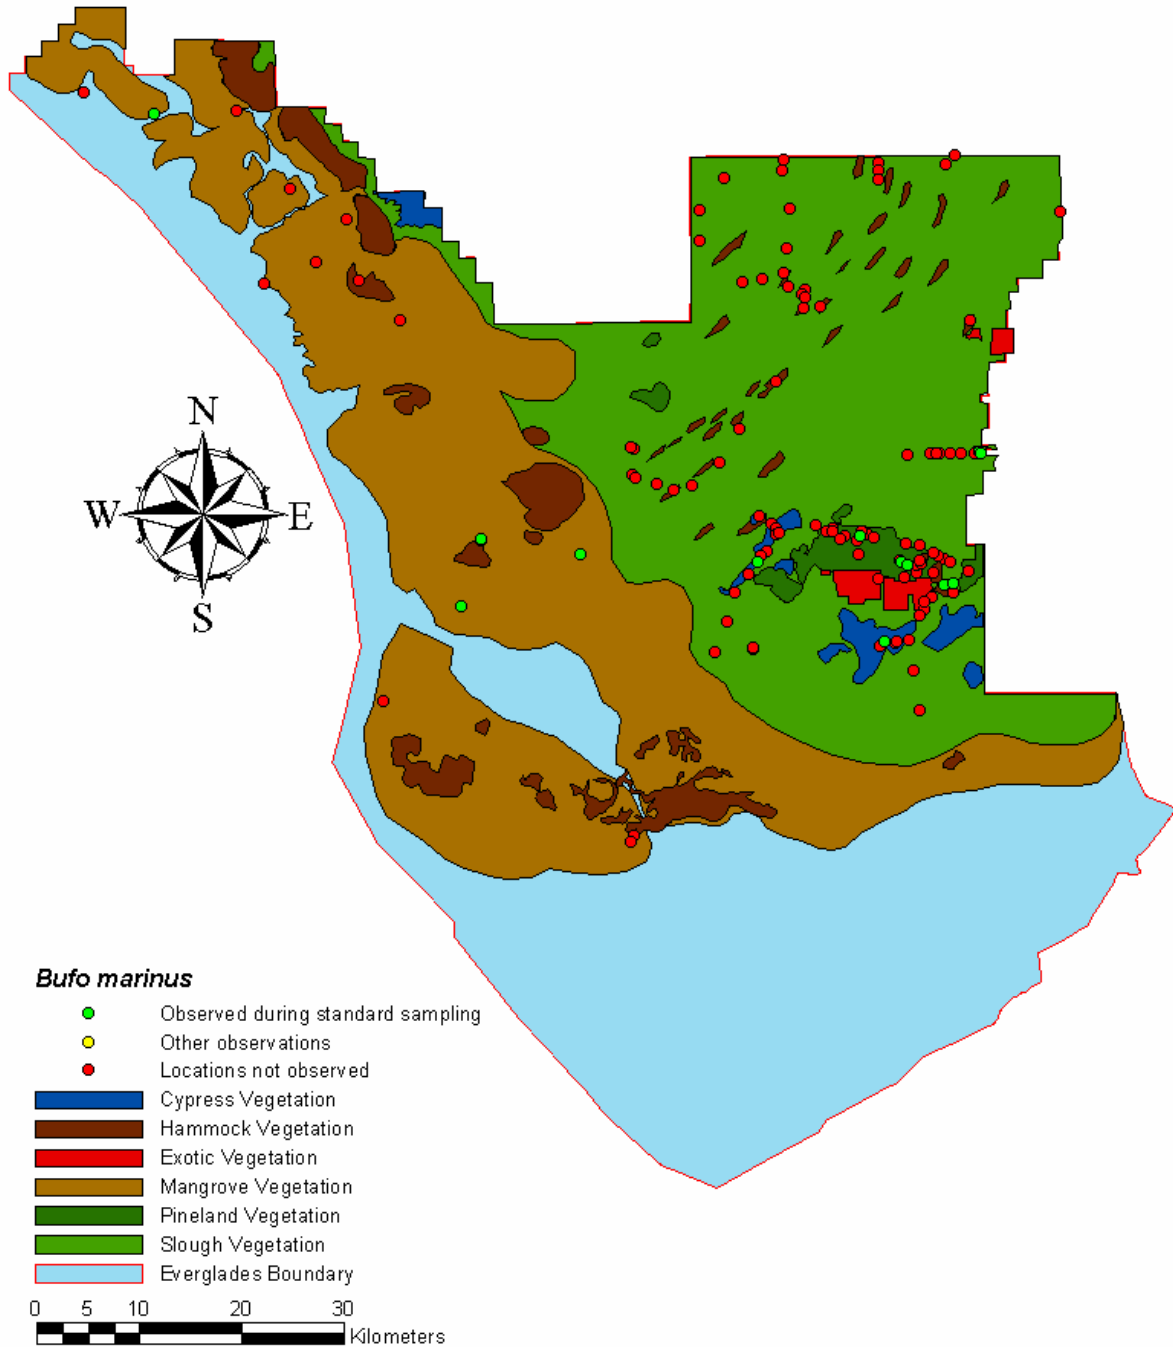 N
W E
S
Bufo marinus
Observed during standard sampling
Other observations
Locations not observed
Cypress Vegetation
Hammock Vegetation
Exotic Vegetation
Mangrove Vegetation
Pineland Vegetation
Slough Vegetation
Everglades Boundary
0 5 10 20 30
Kilometers